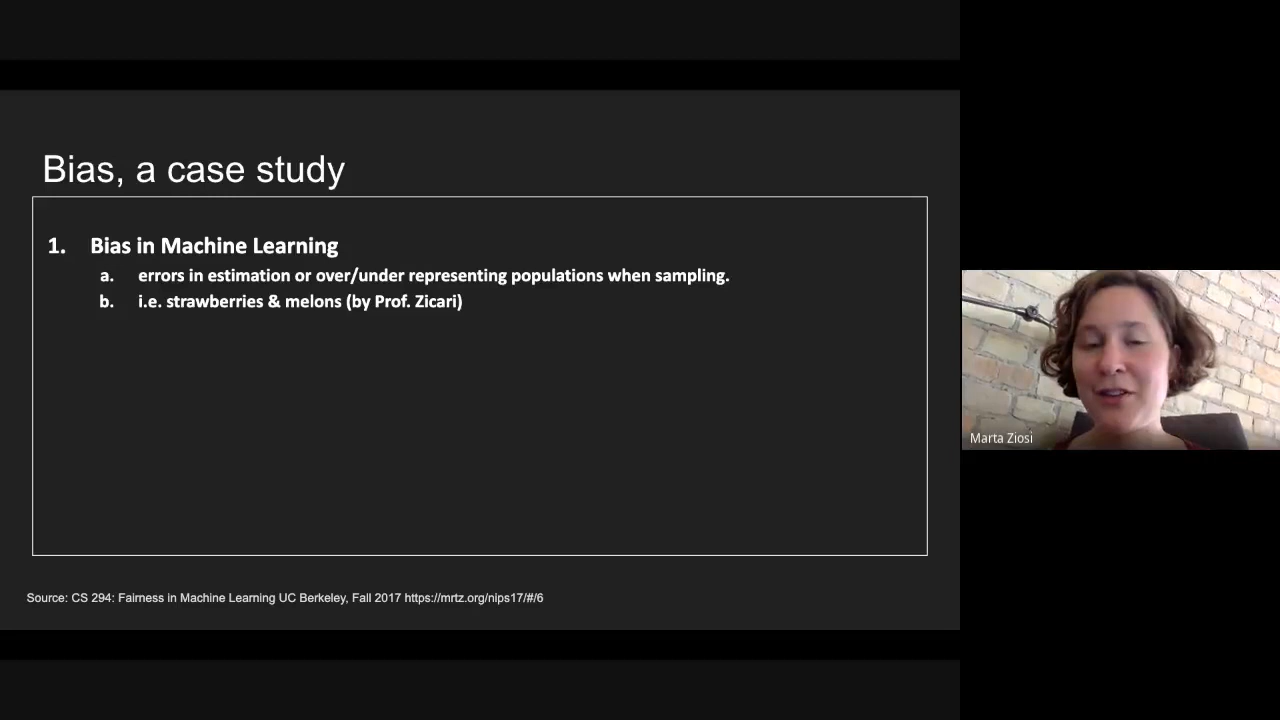 Bias, a case study
1. Bias in Machine Learning
a. errors in estimation or over/under representing populations when sampling.
b. i.e. strawberries & melons (by Prof. Zicari)
Marta Ziosi
Source: CS 294: Fairness in Machine Learning UC Berkeley, Fall 2017 https://mrtz.org/nips17/#/6